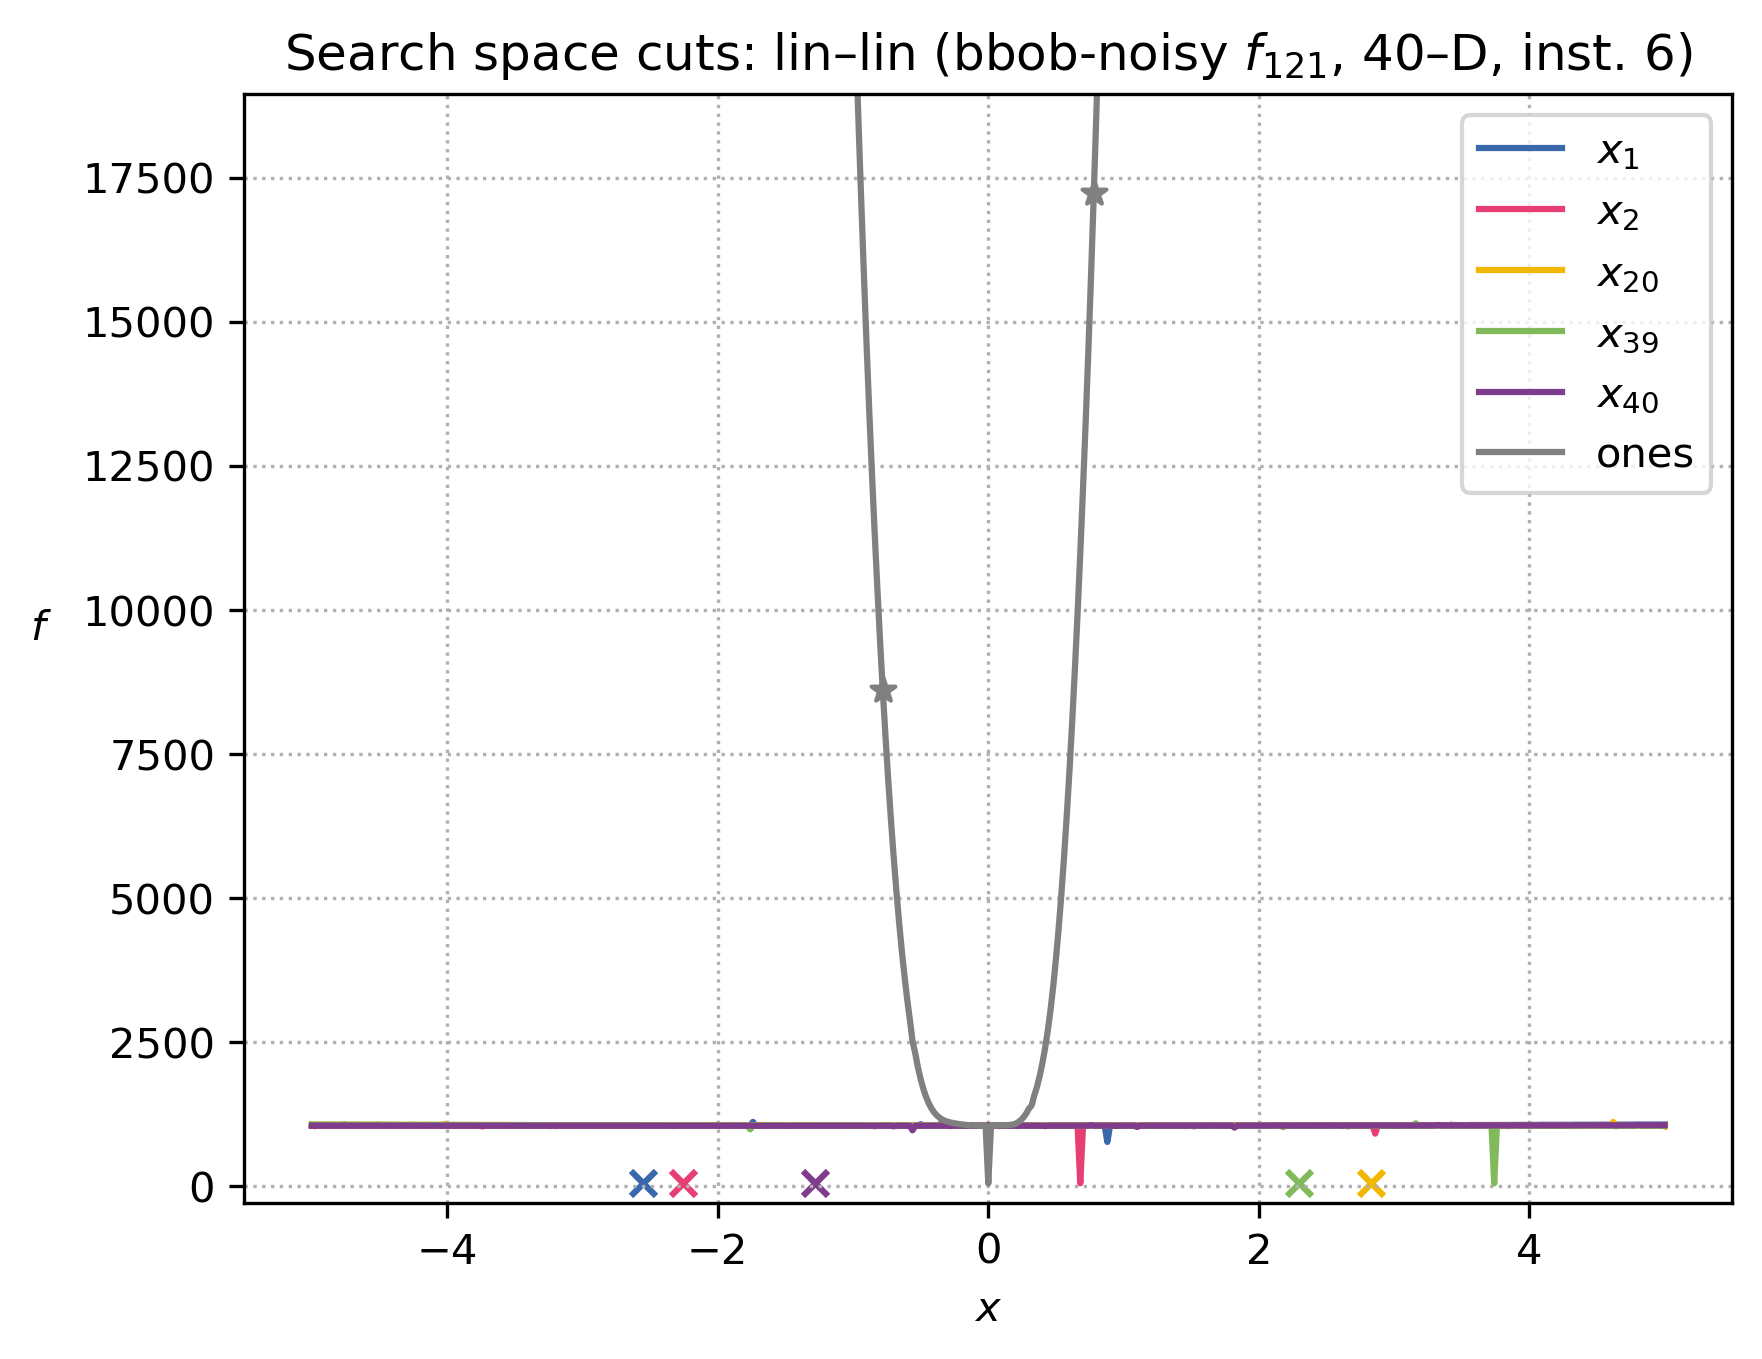 Search space cuts: lin–lin (bbob-noisy f₁₂₁, 40–D, inst. 6)
17500
15000
12500
10000
7500
5000
2500
0
f
−4
−2
0
2
4
x
x₁
x₂
x₂₀
x₃₉
x₄₀
ones